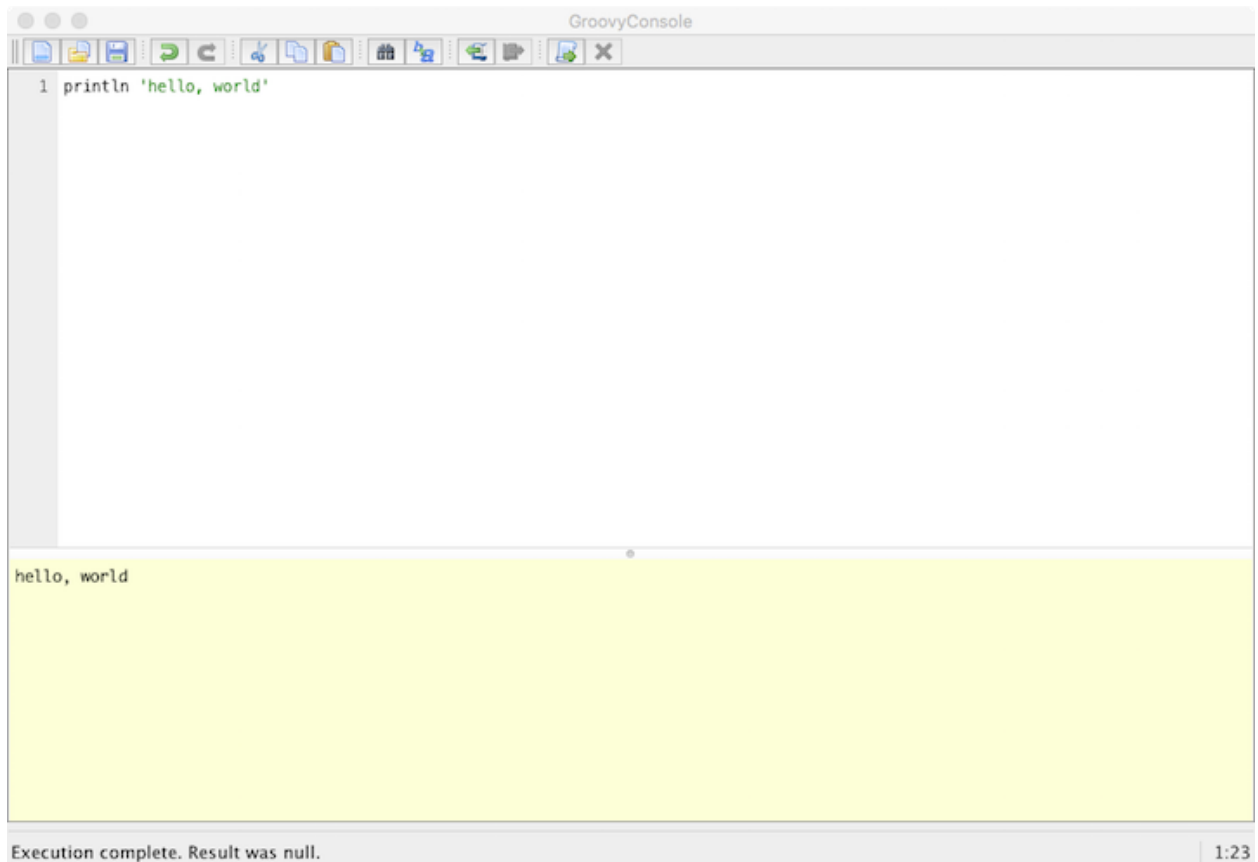 GroovyConsole
1 println 'hello, world'
hello, world
Execution complete. Result was null. 1:23